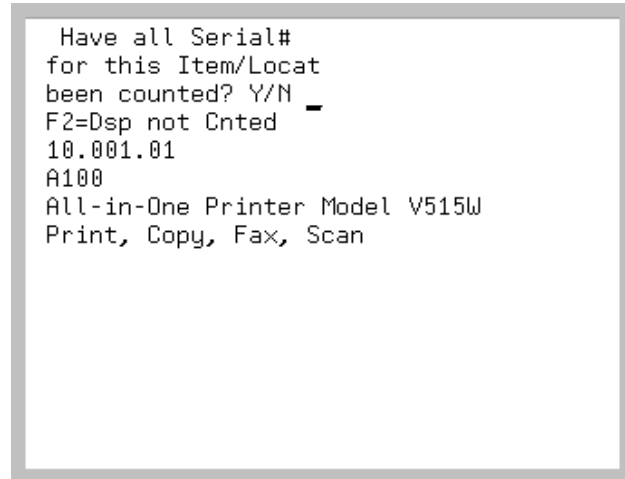 Have all Serial#
for this Item/Locat
been counted? Y/N _
F2=Dsp not Cnted
10.001.01
A100
All-in-One Printer Model V515W
Print, Copy, Fax, Scan